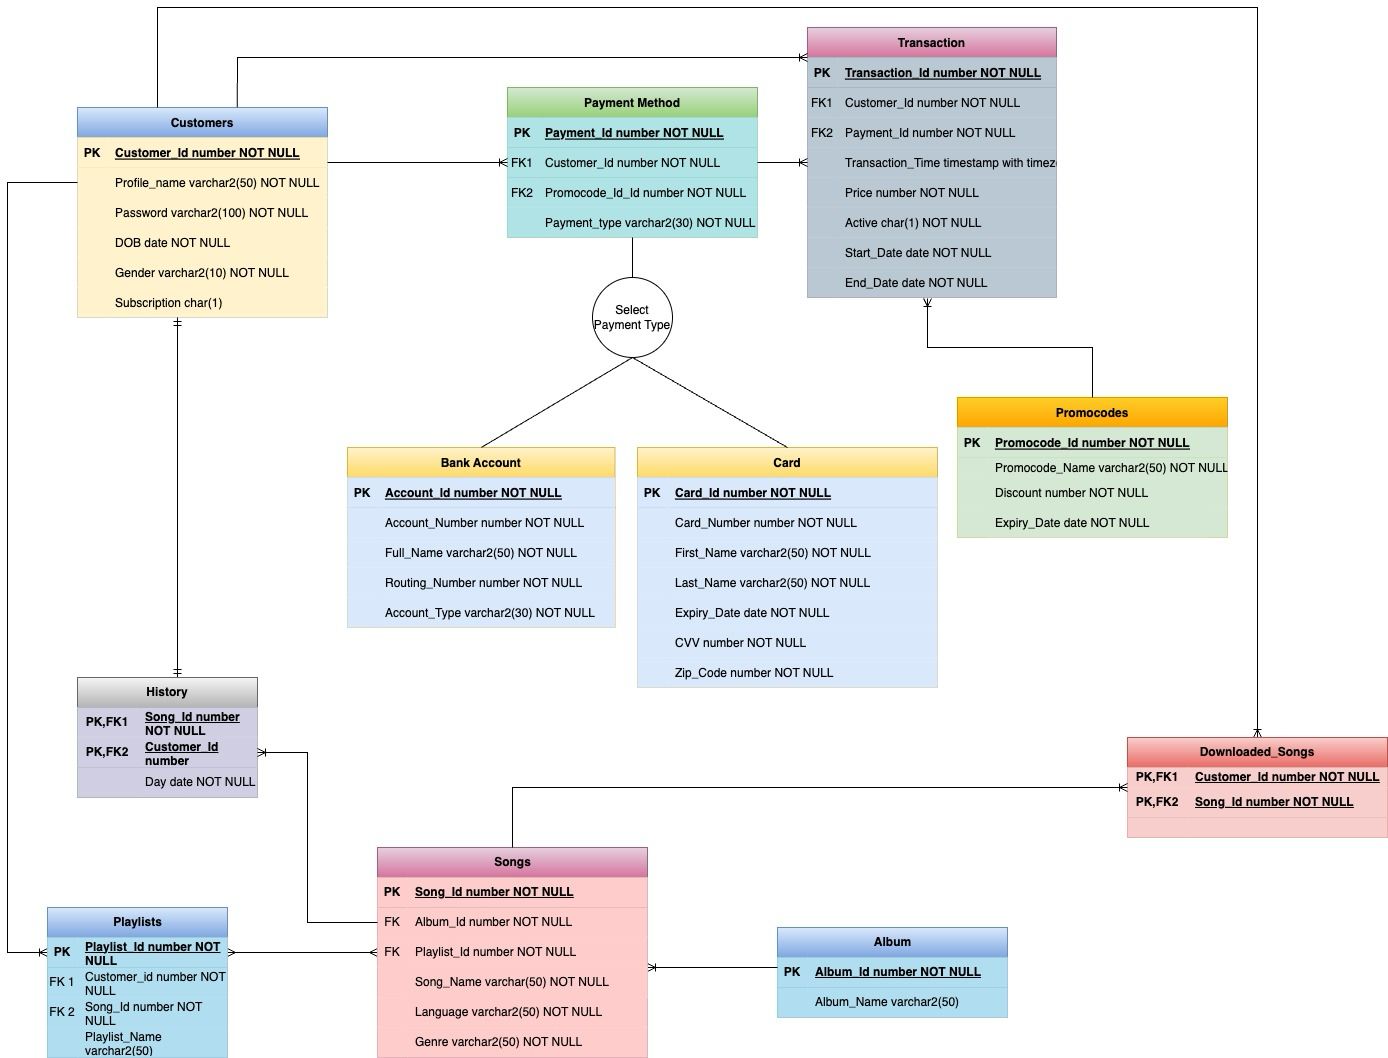 Transaction
PK Transaction_Id number NOT NULL
FK1 Customer_Id number NOT NULL
FK2 Payment_Id number NOT NULL
Transaction_Time timestamp with timez
Price number NOT NULL
Active char(1) NOT NULL
Start_Date date NOT NULL
End_Date date NOT NULL
Payment Method
PK Payment_Id number NOT NULL
FK1 Customer_Id number NOT NULL
FK2 Promocode_Id_Id number NOT NULL
Payment_type varchar2(30) NOT NULL
Customers
PK Customer_Id number NOT NULL
Profile_name varchar2(50) NOT NULL
Password varchar2(100) NOT NULL
DOB date NOT NULL
Gender varchar2(10) NOT NULL
Subscription char(1)
Select
Payment Type
Promocodes
PK Promocode_Id number NOT NULL
Promocode_Name varchar2(50) NOT NULL
Discount number NOT NULL
Expiry_Date date NOT NULL
Bank Account
PK Account_Id number NOT NULL
Account_Number number NOT NULL
Full_Name varchar2(50) NOT NULL
Routing_Number number NOT NULL
Account_Type varchar2(30) NOT NULL
Card
PK Card_Id number NOT NULL
Card_Number number NOT NULL
First_Name varchar2(50) NOT NULL
Last_Name varchar2(50) NOT NULL
Expiry_Date date NOT NULL
CVV number NOT NULL
Zip_Code number NOT NULL
History
PK,FK1 Song_Id number
NOT NULL
PK,FK2 Customer_Id
number
Day date NOT NULL
Downloaded_Songs
PK,FK1 Customer_Id number NOT NULL
PK,FK2 Song_Id number NOT NULL
Songs
PK Song_Id number NOT NULL
FK Album_Id number NOT NULL
FK Playlist_Id number NOT NULL
Song_Name varchar(50) NOT NULL
Language varchar2(50) NOT NULL
Genre varchar2(50) NOT NULL
Playlists
PK Playlist_Id number NOT
NULL
FK 1 Customer_id number NOT
NULL
FK 2 Song_Id number NOT
NULL
Playlist_Name
varchar2(50)
Album
PK Album_Id number NOT NULL
Album_Name varchar2(50)